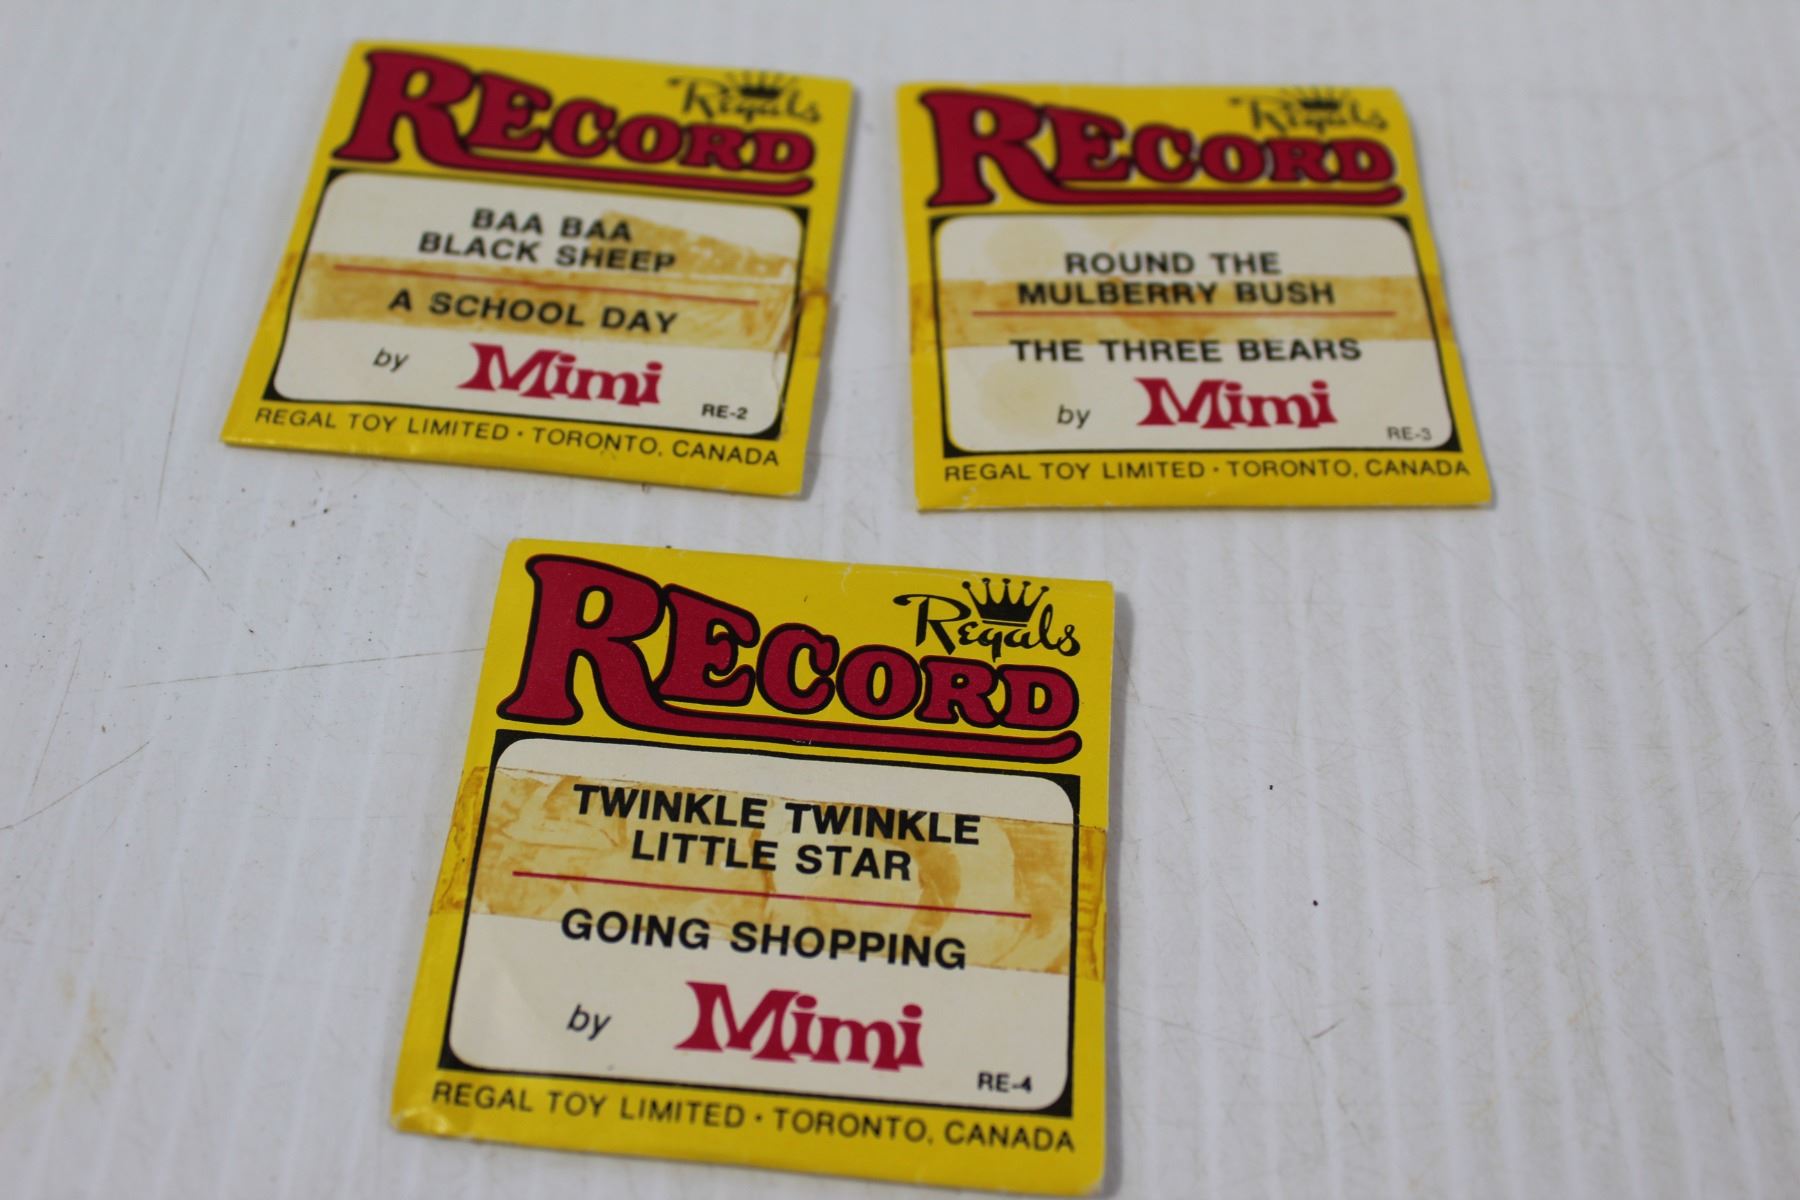 Regals
RECORD
BAA BAA
BLACK SHEEP
A SCHOOL DAY
by Mimi
RE-2
REGAL TOY LIMITED · TORONTO, CANADA
Regals
RECORD
ROUND THE
MULBERRY BUSH
THE THREE BEARS
by Mimi
RE-3
REGAL TOY LIMITED · TORONTO, CANADA
Regals
RECORD
TWINKLE TWINKLE
LITTLE STAR
GOING SHOPPING
by Mimi
RE-4
REGAL TOY LIMITED · TORONTO, CANADA